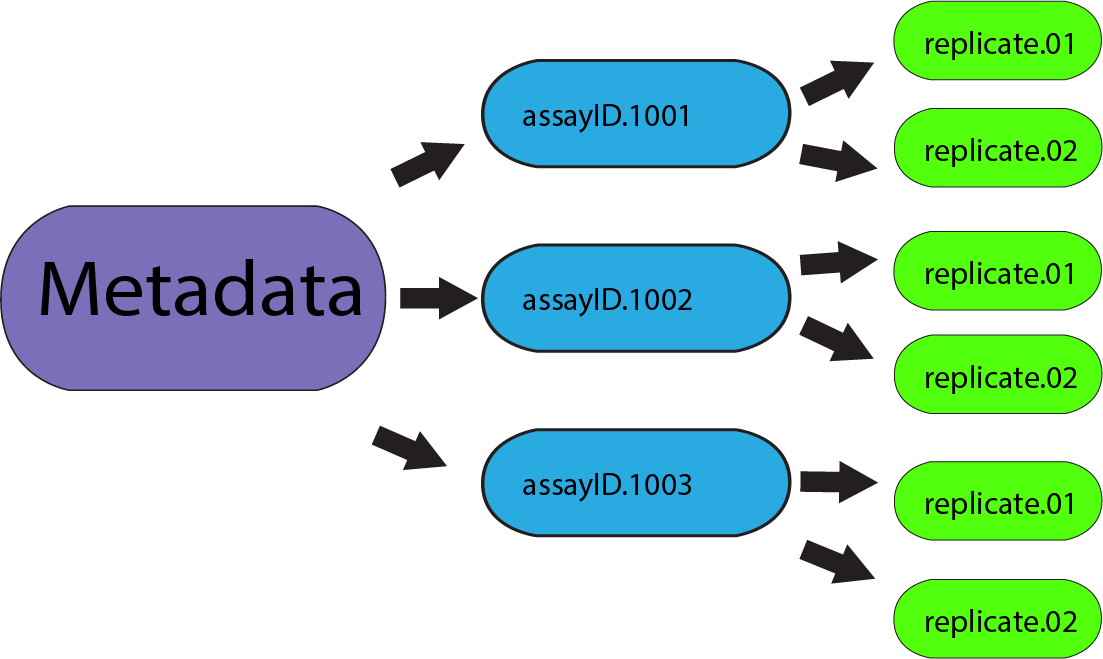 Metadata
assayID.1001
replicate.01
replicate.02
assayID.1002
replicate.01
replicate.02
assayID.1003
replicate.01
replicate.02